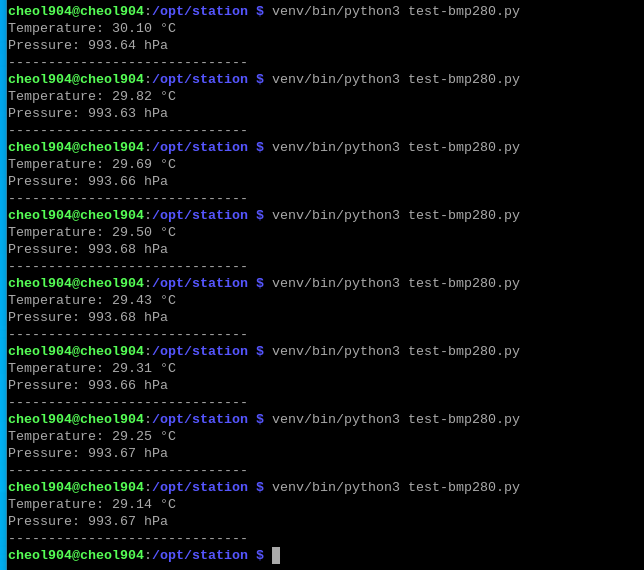 cheol904@cheol904:/opt/station $ venv/bin/python3 test-bmp280.py
Temperature: 30.10 °C
Pressure: 993.64 hPa
------------------------------
cheol904@cheol904:/opt/station $ venv/bin/python3 test-bmp280.py
Temperature: 29.82 °C
Pressure: 993.63 hPa
------------------------------
cheol904@cheol904:/opt/station $ venv/bin/python3 test-bmp280.py
Temperature: 29.69 °C
Pressure: 993.66 hPa
------------------------------
cheol904@cheol904:/opt/station $ venv/bin/python3 test-bmp280.py
Temperature: 29.50 °C
Pressure: 993.68 hPa
------------------------------
cheol904@cheol904:/opt/station $ venv/bin/python3 test-bmp280.py
Temperature: 29.43 °C
Pressure: 993.68 hPa
------------------------------
cheol904@cheol904:/opt/station $ venv/bin/python3 test-bmp280.py
Temperature: 29.31 °C
Pressure: 993.66 hPa
------------------------------
cheol904@cheol904:/opt/station $ venv/bin/python3 test-bmp280.py
Temperature: 29.25 °C
Pressure: 993.67 hPa
------------------------------
cheol904@cheol904:/opt/station $ venv/bin/python3 test-bmp280.py
Temperature: 29.14 °C
Pressure: 993.67 hPa
------------------------------
cheol904@cheol904:/opt/station $